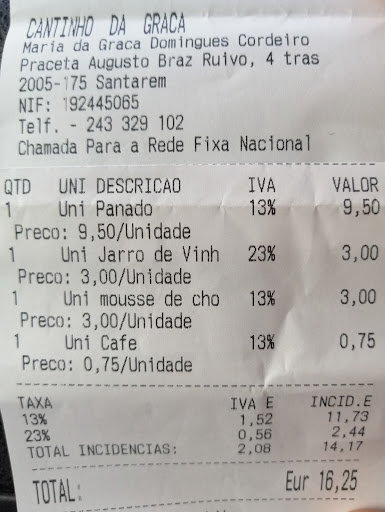 CANTINHO DA GRACA
Maria da Graca Domingues Cordeiro
Praceta Augusto Braz Ruivo, 4 tras
2005-175 Santarem
NIF: 192445065
Telf. - 243 329 102
Chamada Para a Rede Fixa Nacional
QTD UNI DESCRICAO IVA VALOR
1 Uni Panado 13% 9,50
Preco: 9,50/Unidade
1 Uni Jarro de Vinh 23% 3,00
Preco: 3,00/Unidade
1 Uni mousse de cho 13% 3,00
Preco: 3,00/Unidade
1 Uni Cafe 13% 0,75
Preco: 0,75/Unidade
TAXA IVA E INCID.E
13% 1,52 11,73
23% 0,56 2,44
TOTAL INCIDENCIAS: 2,08 14,17
TOTAL: Eur 16,25